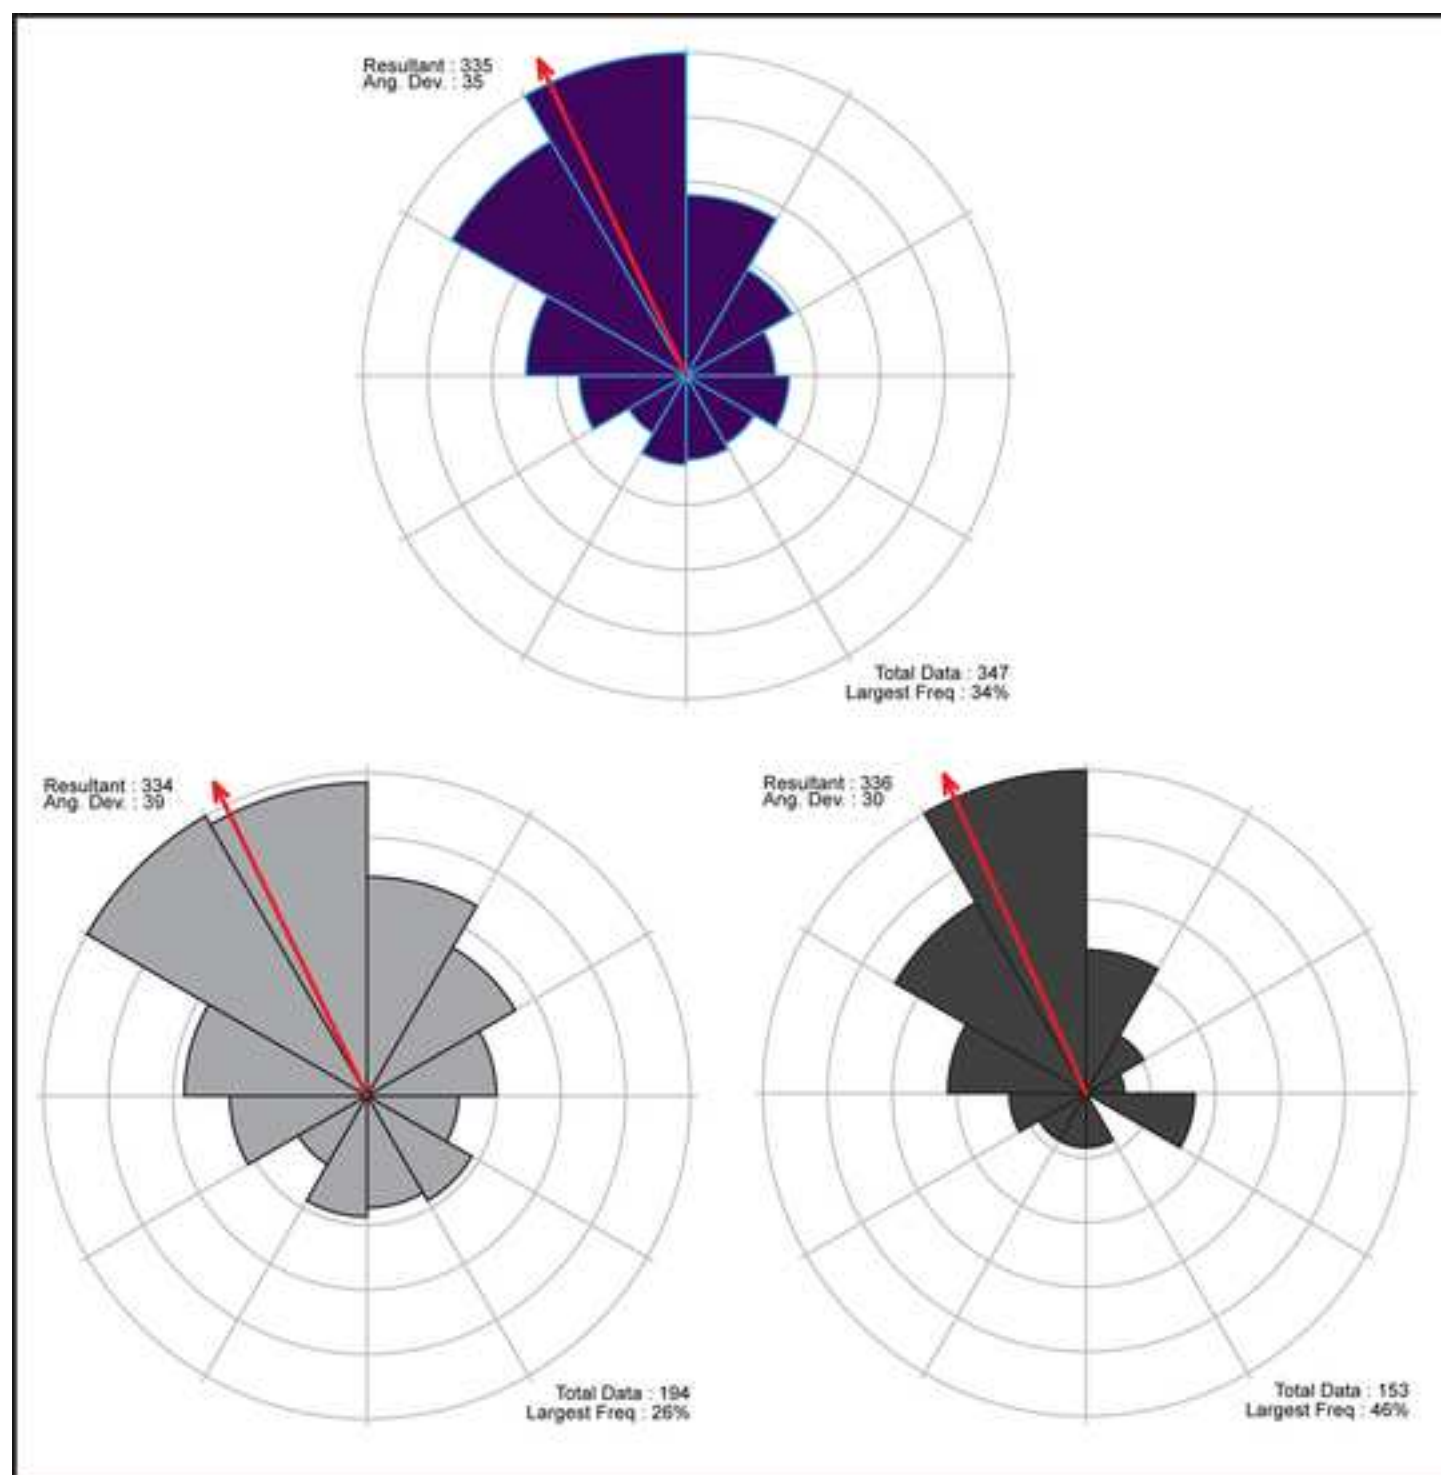 Resultant : 335
Ang. Dev. : 35
Total Data : 347
Largest Freq : 34%
Resultant : 334
Ang. Dev. : 39
Total Data : 194
Largest Freq : 26%
Resultant : 336
Ang. Dev. : 30
Total Data : 153
Largest Freq : 46%